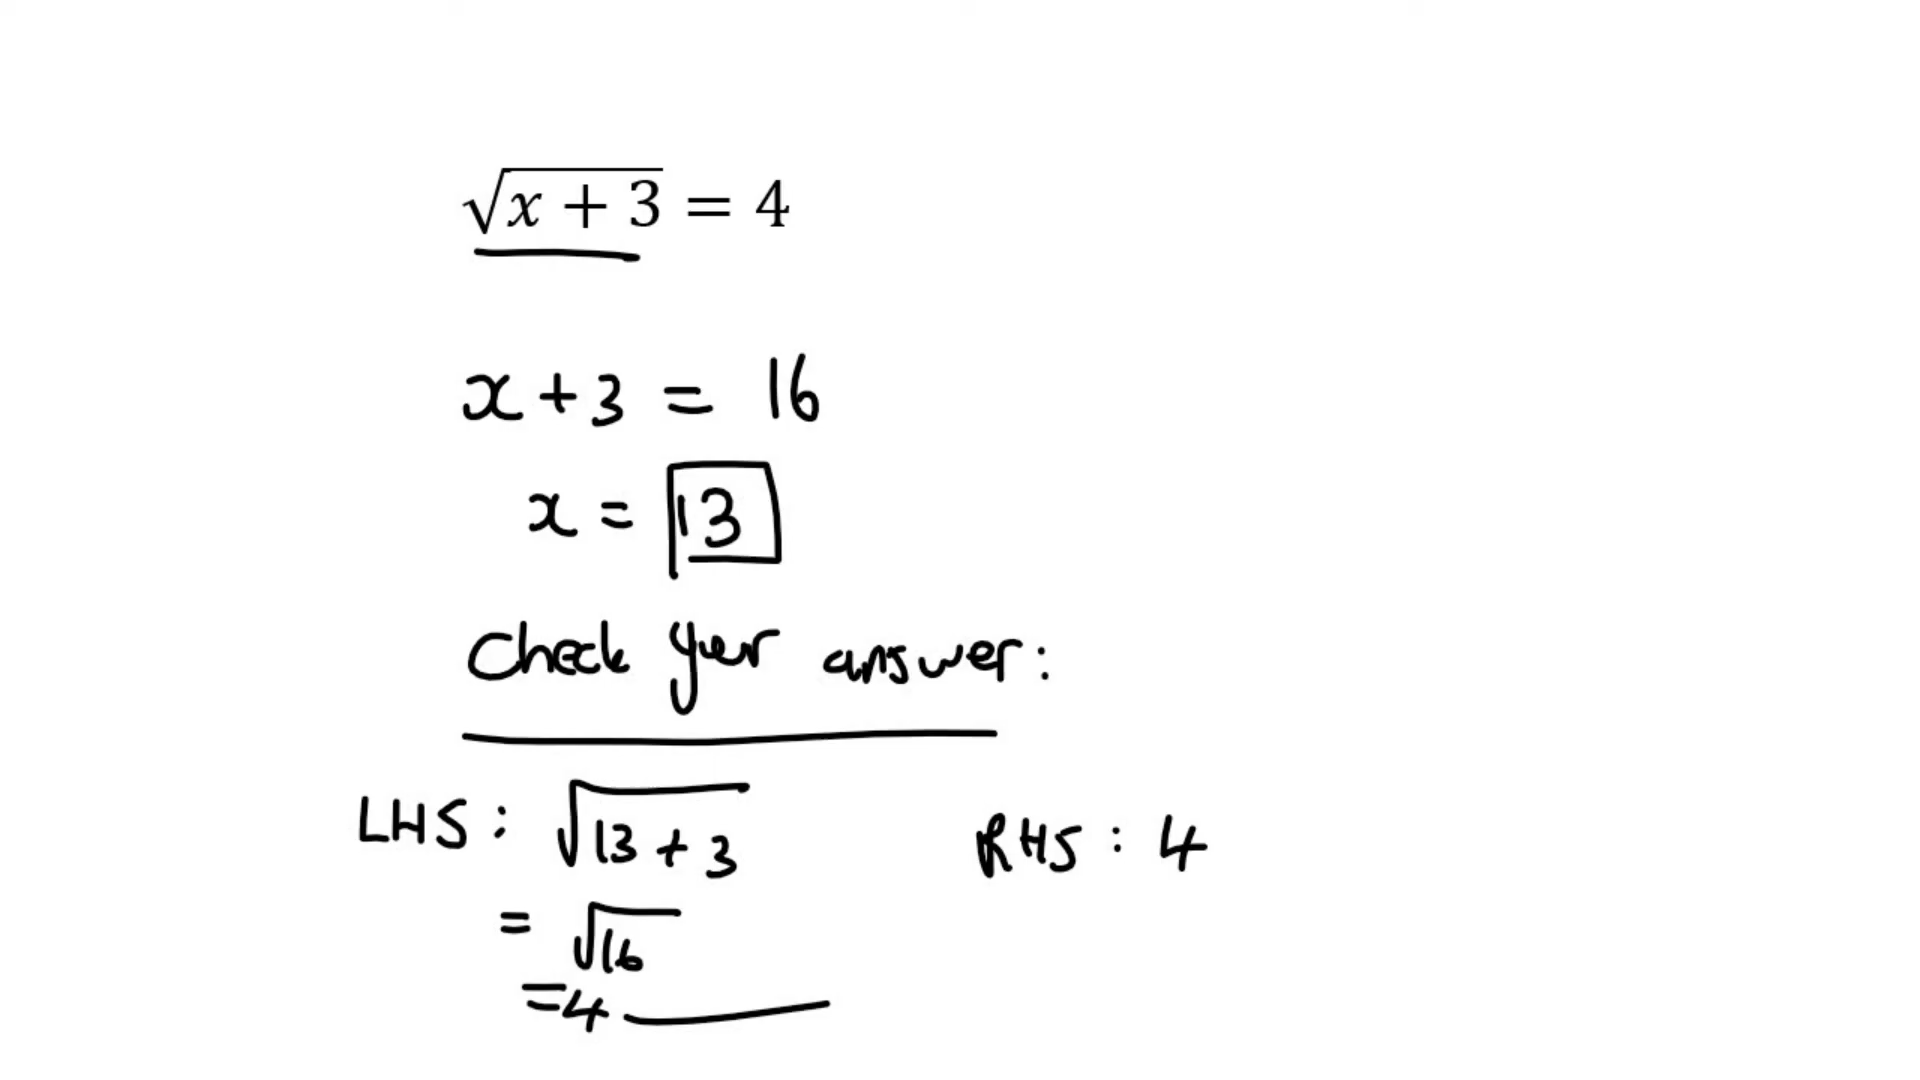 √x + 3 = 4
x + 3 = 16
x = 13
Check your answer:
LHS : √13 + 3 RHS : 4
= √16
= 4